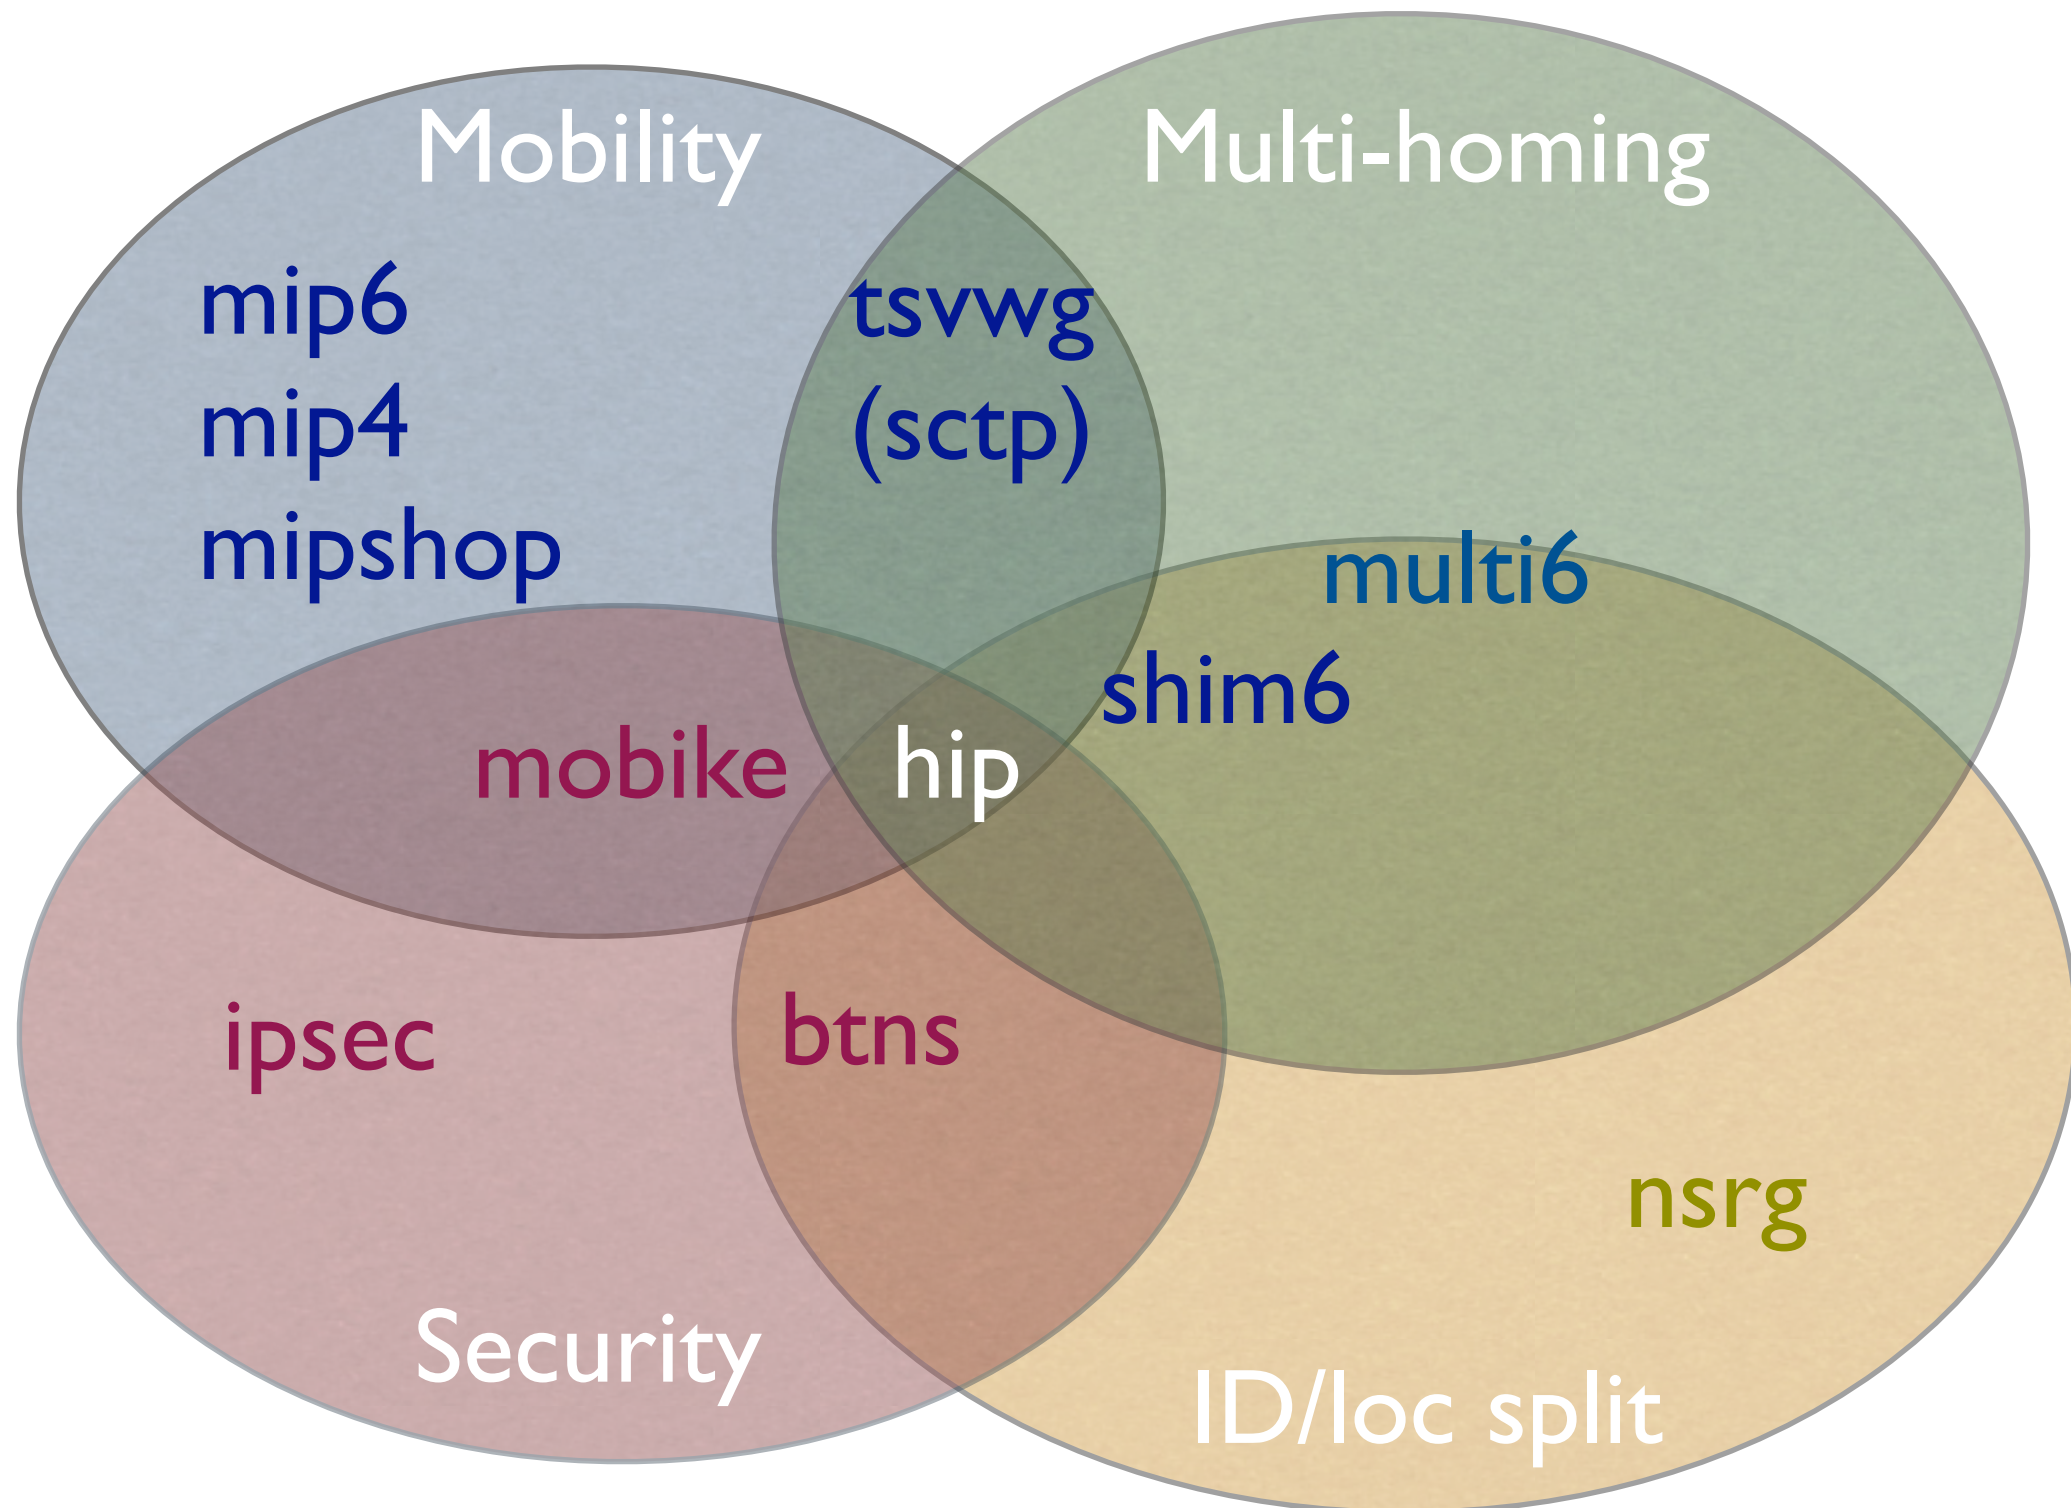 Mobility
Multi-homing
mip6
mip4
mipshop
tsvwg
(sctp)
multi6
shim6
mobike
hip
ipsec
btns
nsrg
Security
ID/loc split